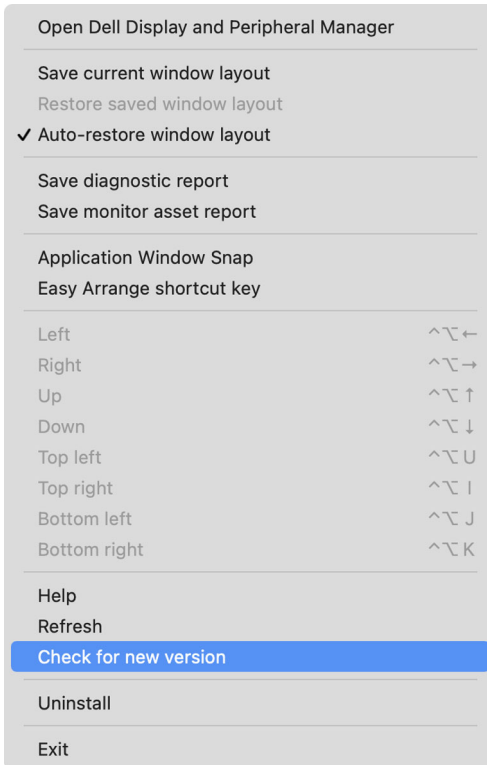 Open Dell Display and Peripheral Manager
Save current window layout
Restore saved window layout
✓ Auto-restore window layout
Save diagnostic report
Save monitor asset report
Application Window Snap
Easy Arrange shortcut key
Left ^⌥←
Right ^⌥→
Up ^⌥↑
Down ^⌥↓
Top left ^⌥U
Top right ^⌥I
Bottom left ^⌥J
Bottom right ^⌥K
Help
Refresh
Check for new version
Uninstall
Exit